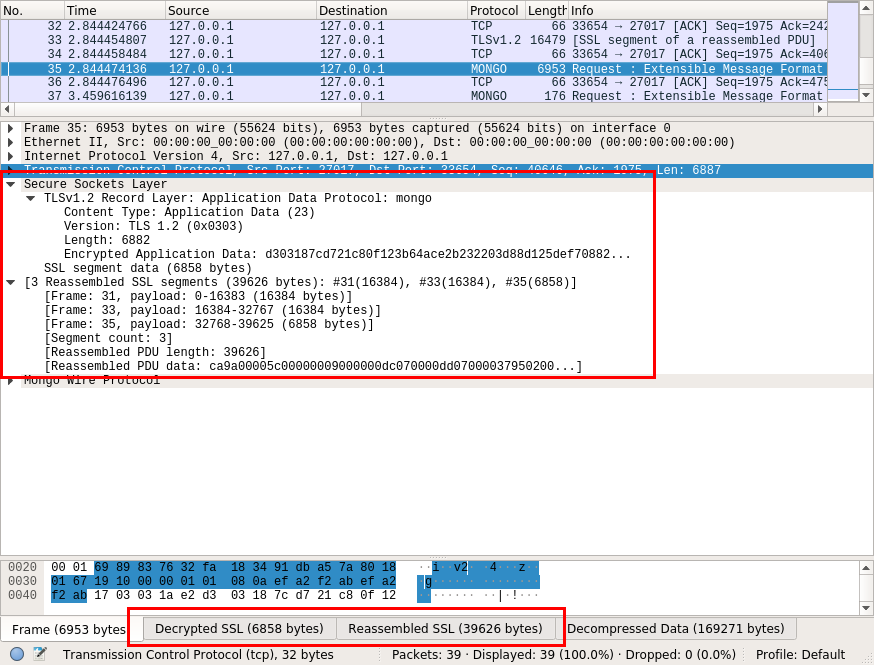 No. Time Source Destination Protocol Length Info
32 2.844424766 127.0.0.1 127.0.0.1 TCP 66 33654 → 27017 [ACK] Seq=1975 Ack=242
33 2.844454807 127.0.0.1 127.0.0.1 TLSv1.2 16479 [SSL segment of a reassembled PDU]
34 2.844458484 127.0.0.1 127.0.0.1 TCP 66 33654 → 27017 [ACK] Seq=1975 Ack=406
35 2.844474136 127.0.0.1 127.0.0.1 MONGO 6953 Request : Extensible Message Format
36 2.844476496 127.0.0.1 127.0.0.1 TCP 66 33654 → 27017 [ACK] Seq=1975 Ack=475
37 3.459616139 127.0.0.1 127.0.0.1 MONGO 176 Request : Extensible Message Format
Frame 35: 6953 bytes on wire (55624 bits), 6953 bytes captured (55624 bits) on interface 0
Ethernet II, Src: 00:00:00_00:00:00 (00:00:00:00:00:00), Dst: 00:00:00_00:00:00 (00:00:00:00:00:00)
Internet Protocol Version 4, Src: 127.0.0.1, Dst: 127.0.0.1
Transmission Control Protocol, Src Port: 27017, Dst Port: 33654, Seq: 40646, Ack: 1975, Len: 6887
Secure Sockets Layer
TLSv1.2 Record Layer: Application Data Protocol: mongo
Content Type: Application Data (23)
Version: TLS 1.2 (0x0303)
Length: 6882
Encrypted Application Data: d303187cd721c80f123b64ace2b232203d88d125def70882...
SSL segment data (6858 bytes)
[3 Reassembled SSL segments (39626 bytes): #31(16384), #33(16384), #35(6858)]
[Frame: 31, payload: 0-16383 (16384 bytes)]
[Frame: 33, payload: 16384-32767 (16384 bytes)]
[Frame: 35, payload: 32768-39625 (6858 bytes)]
[Segment count: 3]
[Reassembled PDU length: 39626]
[Reassembled PDU data: ca9a00005c00000009000000dc070000dd07000037950200...]
Mongo Wire Protocol
0020 00 01 69 89 83 76 32 fa 18 34 91 db a5 7a 80 18 ··i··v2· ·4···z··
0030 01 67 19 10 00 00 01 01 08 0a ef a2 f2 ab ef a2 ·g······ ········
0040 f2 ab 17 03 03 1a e2 d3 03 18 7c d7 21 c8 0f 12 ········ ··|·!···
Frame (6953 bytes) Decrypted SSL (6858 bytes) Reassembled SSL (39626 bytes) Decompressed Data (169271 bytes)
Transmission Control Protocol (tcp), 32 bytes Packets: 39 · Displayed: 39 (100.0%) · Dropped: 0 (0.0%) Profile: Default